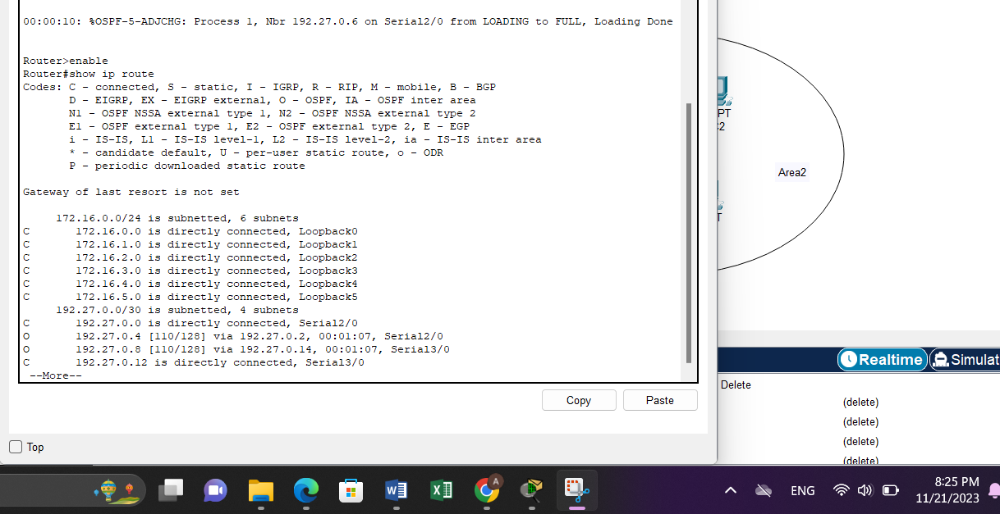 00:00:10: %OSPF-5-ADJCHG: Process 1, Nbr 192.27.0.6 on Serial2/0 from LOADING to FULL, Loading Done
Router>enable
Router#show ip route
Codes: C - connected, S - static, I - IGRP, R - RIP, M - mobile, B - BGP
D - EIGRP, EX - EIGRP external, O - OSPF, IA - OSPF inter area
N1 - OSPF NSSA external type 1, N2 - OSPF NSSA external type 2
E1 - OSPF external type 1, E2 - OSPF external type 2, E - EGP
i - IS-IS, L1 - IS-IS level-1, L2 - IS-IS level-2, ia - IS-IS inter area
* - candidate default, U - per-user static route, o - ODR
P - periodic downloaded static route
Gateway of last resort is not set
172.16.0.0/24 is subnetted, 6 subnets
C 172.16.0.0 is directly connected, Loopback0
C 172.16.1.0 is directly connected, Loopback1
C 172.16.2.0 is directly connected, Loopback2
C 172.16.3.0 is directly connected, Loopback3
C 172.16.4.0 is directly connected, Loopback4
C 172.16.5.0 is directly connected, Loopback5
192.27.0.0/30 is subnetted, 4 subnets
C 192.27.0.0 is directly connected, Serial2/0
O 192.27.0.4 [110/128] via 192.27.0.2, 00:01:07, Serial2/0
O 192.27.0.8 [110/128] via 192.27.0.14, 00:01:07, Serial3/0
C 192.27.0.12 is directly connected, Serial3/0
--More--
Copy
Paste
Top
PT
2
Area2
T
Realtime
Simulat
Delete
(delete)
(delete)
(delete)
(delete)
A
ENG
8:25 PM
11/21/2023